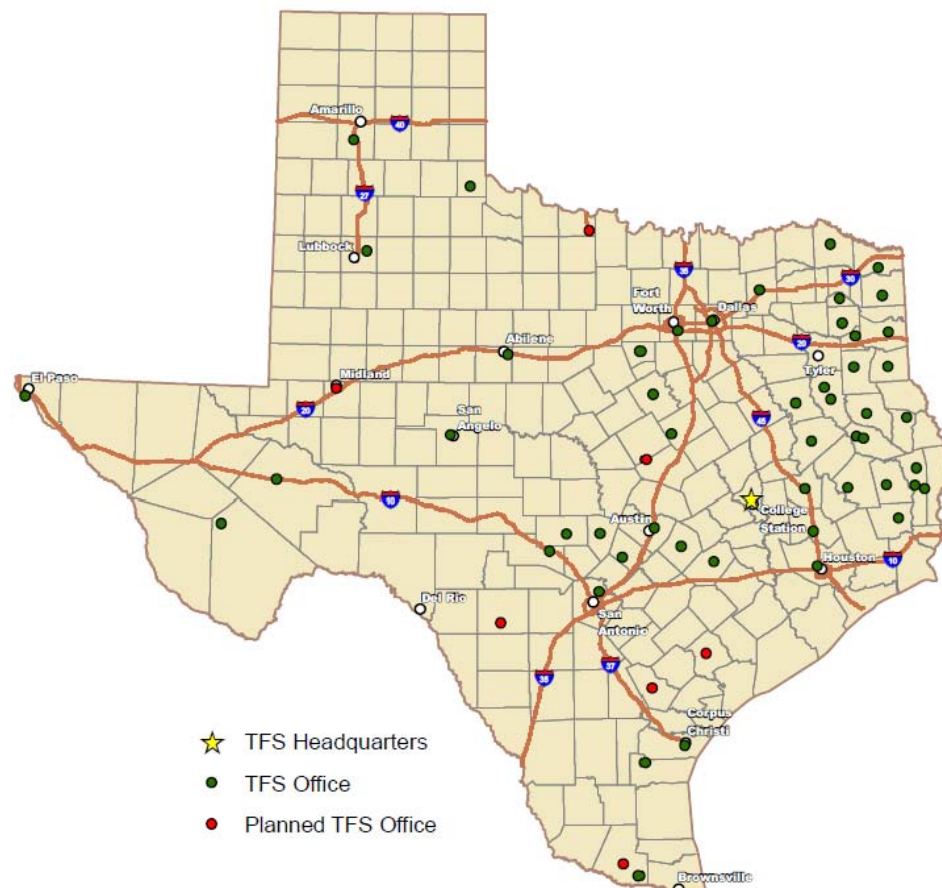 Amarillo
40
27
Lubbock
35
30
Fort
Worth
Dallas
20
Abilene
Tyler
El Paso
Midland
20
San
Angelo
45
10
Austin
College
Station
Houston
10
Del Rio
San
Antonio
35
37
Corpus
Christi
TFS Headquarters
TFS Office
Planned TFS Office
Brownsville